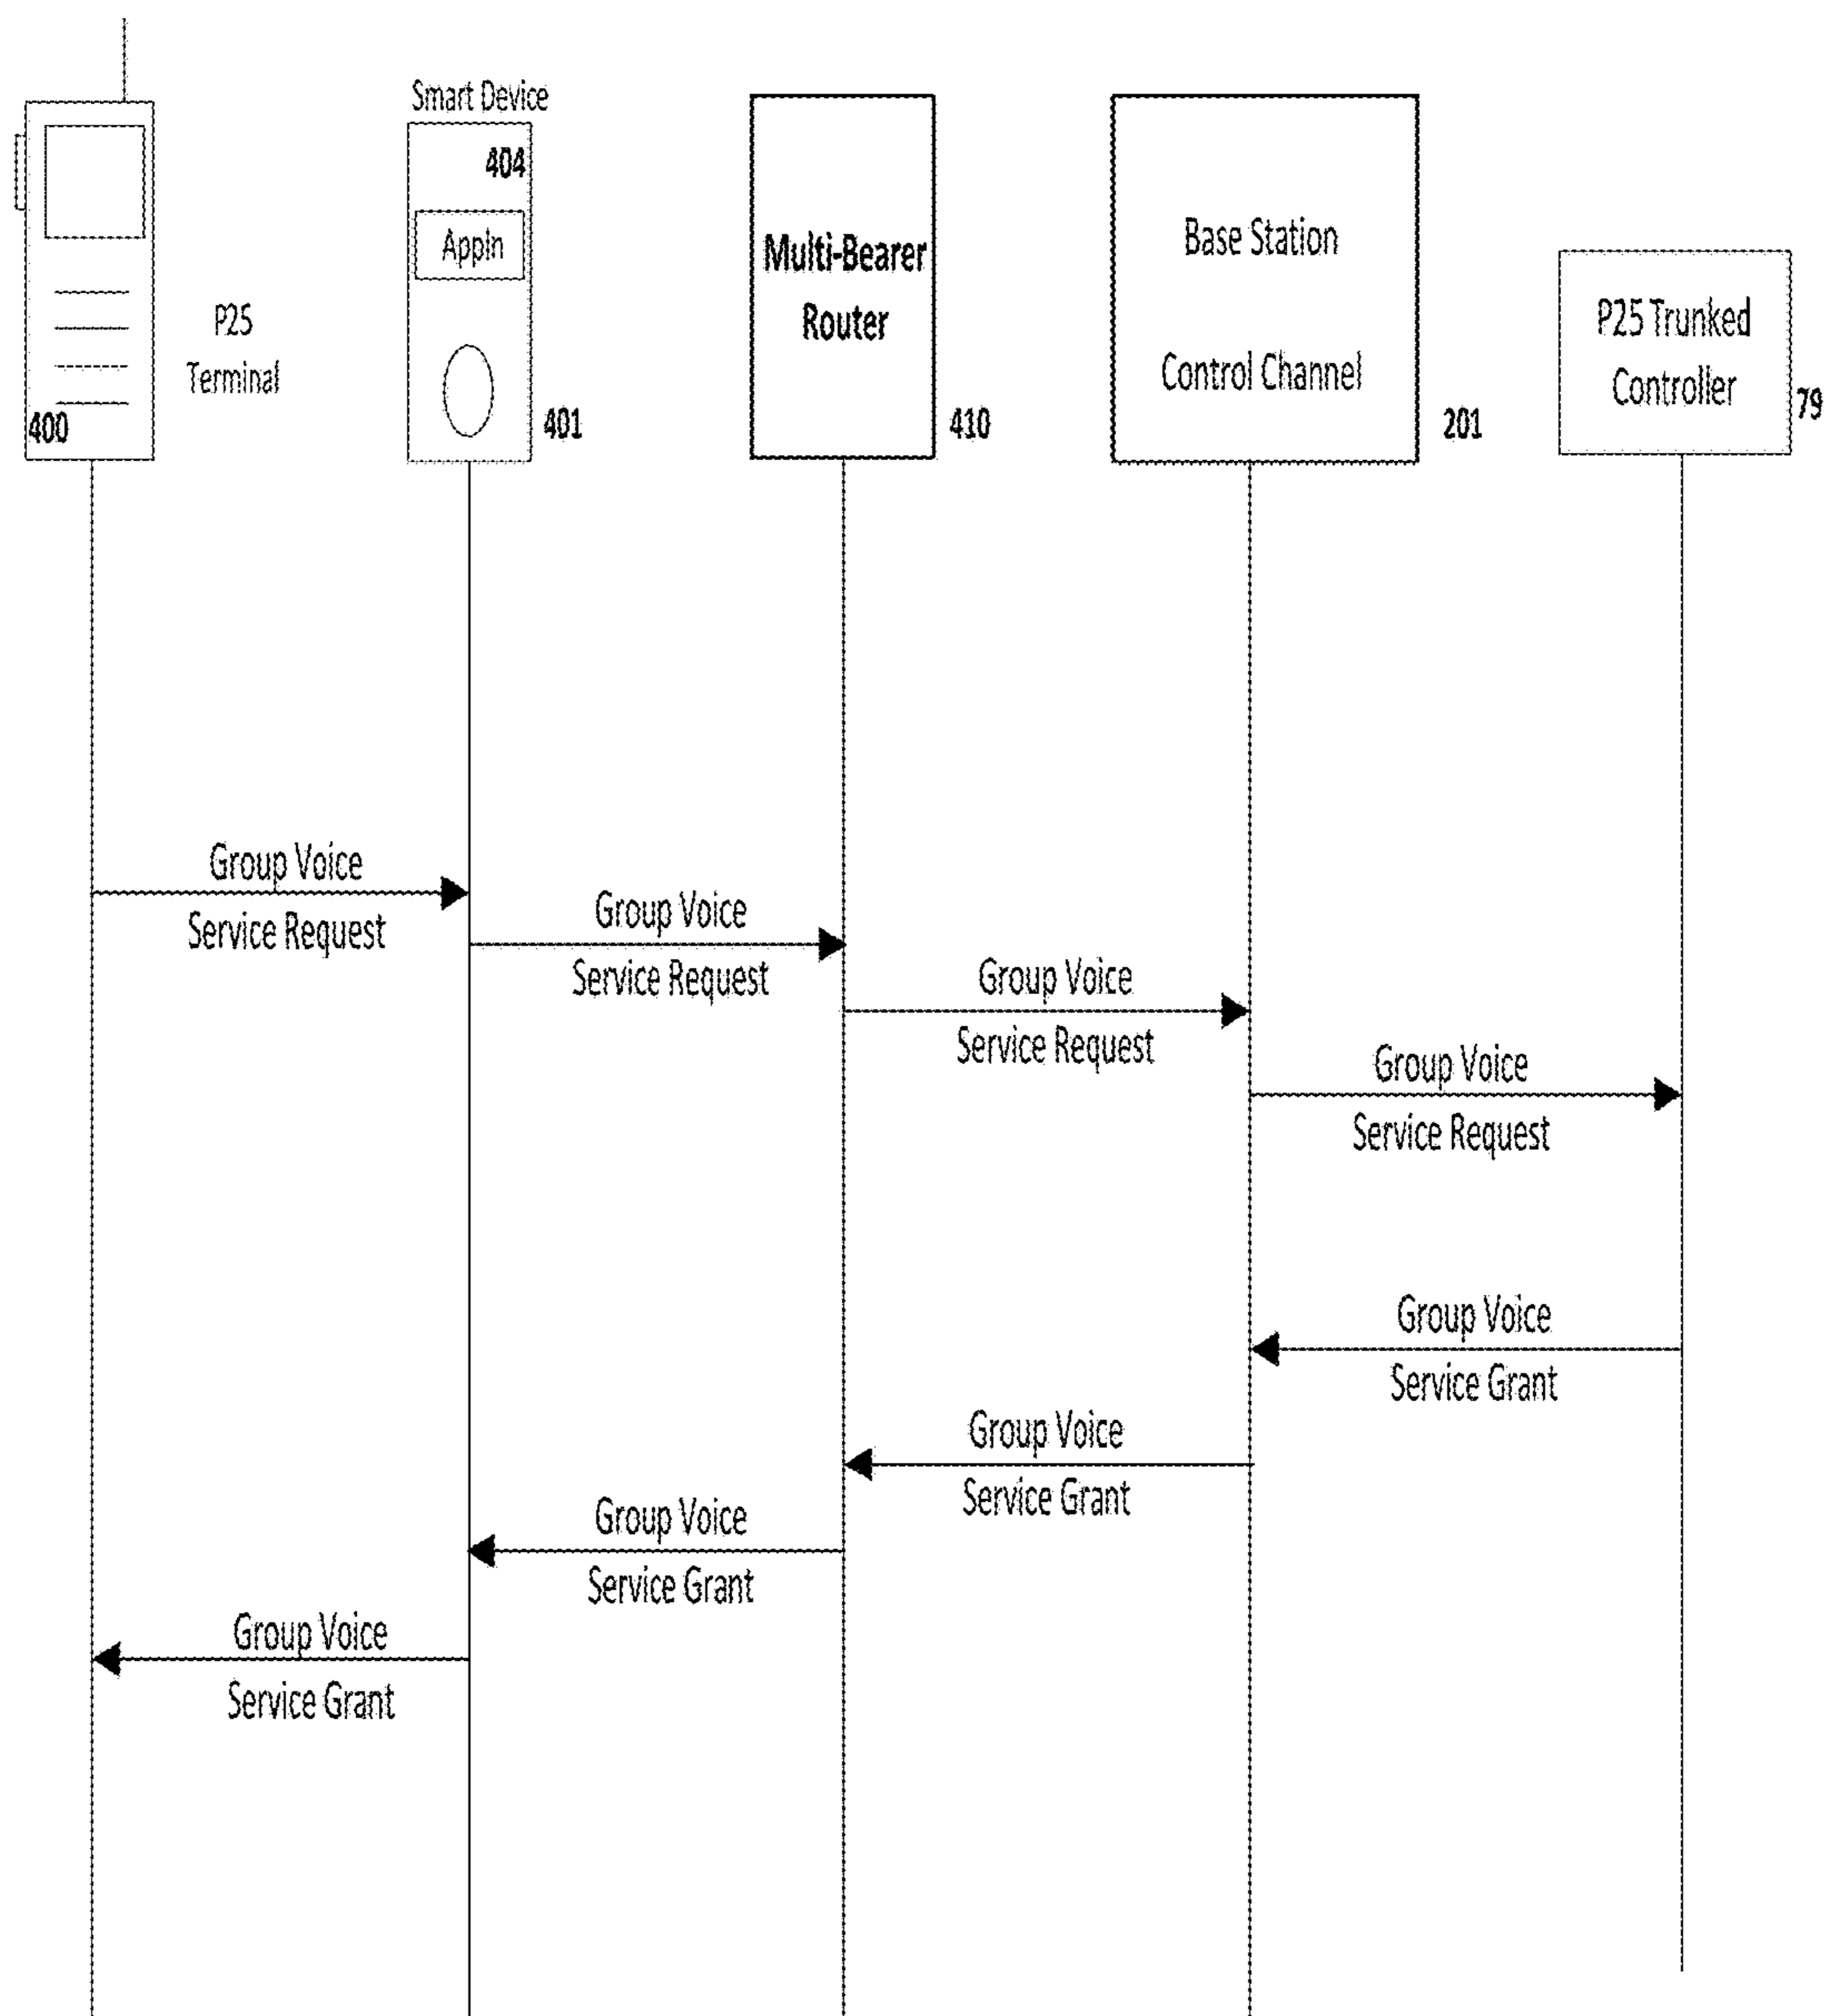 Smart Device
404
Appln
P25
Terminal
400
401
Multi-Bearer
Router
410
Base Station
Control Channel
201
P25 Trunked
Controller
79
Group Voice
Service Request
Group Voice
Service Request
Group Voice
Service Request
Group Voice
Service Request
Group Voice
Service Grant
Group Voice
Service Grant
Group Voice
Service Grant
Group Voice
Service Grant